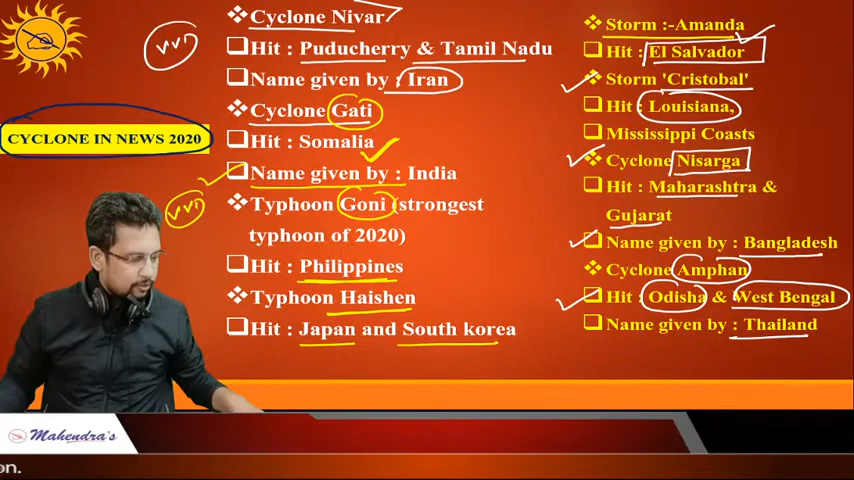 Cyclone Nivar
Hit : Puducherry & Tamil Nadu
Name given by : Iran
Cyclone Gati
Hit : Somalia
Name given by : India
Typhoon Goni (strongest
typhoon of 2020)
Hit : Philippines
Typhoon Haishen
Hit : Japan and South korea
CYCLONE IN NEWS 2020
Storm :-Amanda
Hit : El Salvador
Storm 'Cristobal'
Hit : Louisiana,
Mississippi Coasts
Cyclone Nisarga
Hit : Maharashtra &
Gujarat
Name given by : Bangladesh
Cyclone Amphan
Hit : Odisha & West Bengal
Name given by : Thailand
Mahendra's
on.